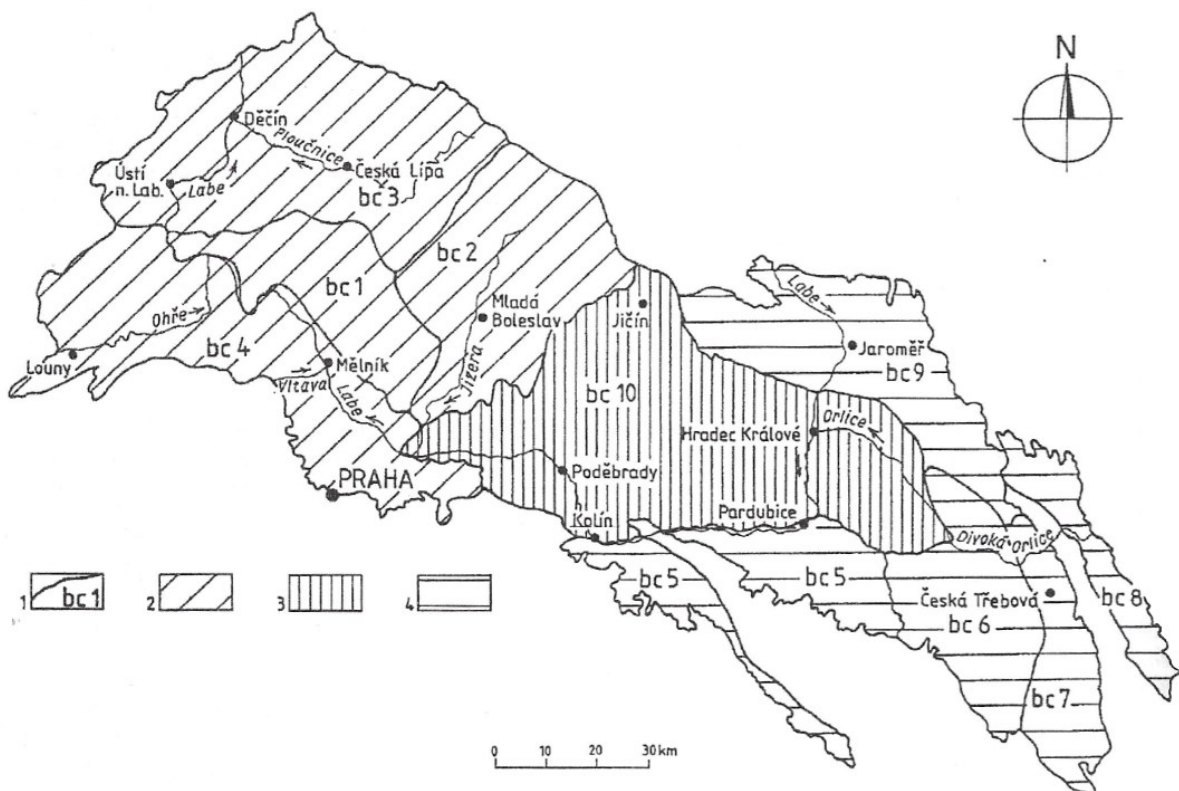 N
Děčín
Ploučnice
Ústí
n. Lab.
Labe
Česká Lípa
bc 3
bc 2
Labe
bc 1
Mladá
Boleslav
Jičín
Ohře
Jaroměř
bc 9
Louny
bc 4
Mělník
Vltava
Labe
Jizera
bc 10
Hradec Králové
Orlice
PRAHA
Poděbrady
Kolín
Pardubice
Divoká Orlice
1 bc 1 2 3 4
bc 5
bc 5
Česká Třebová
bc 6
bc 8
bc 7
0 10 20 30 km